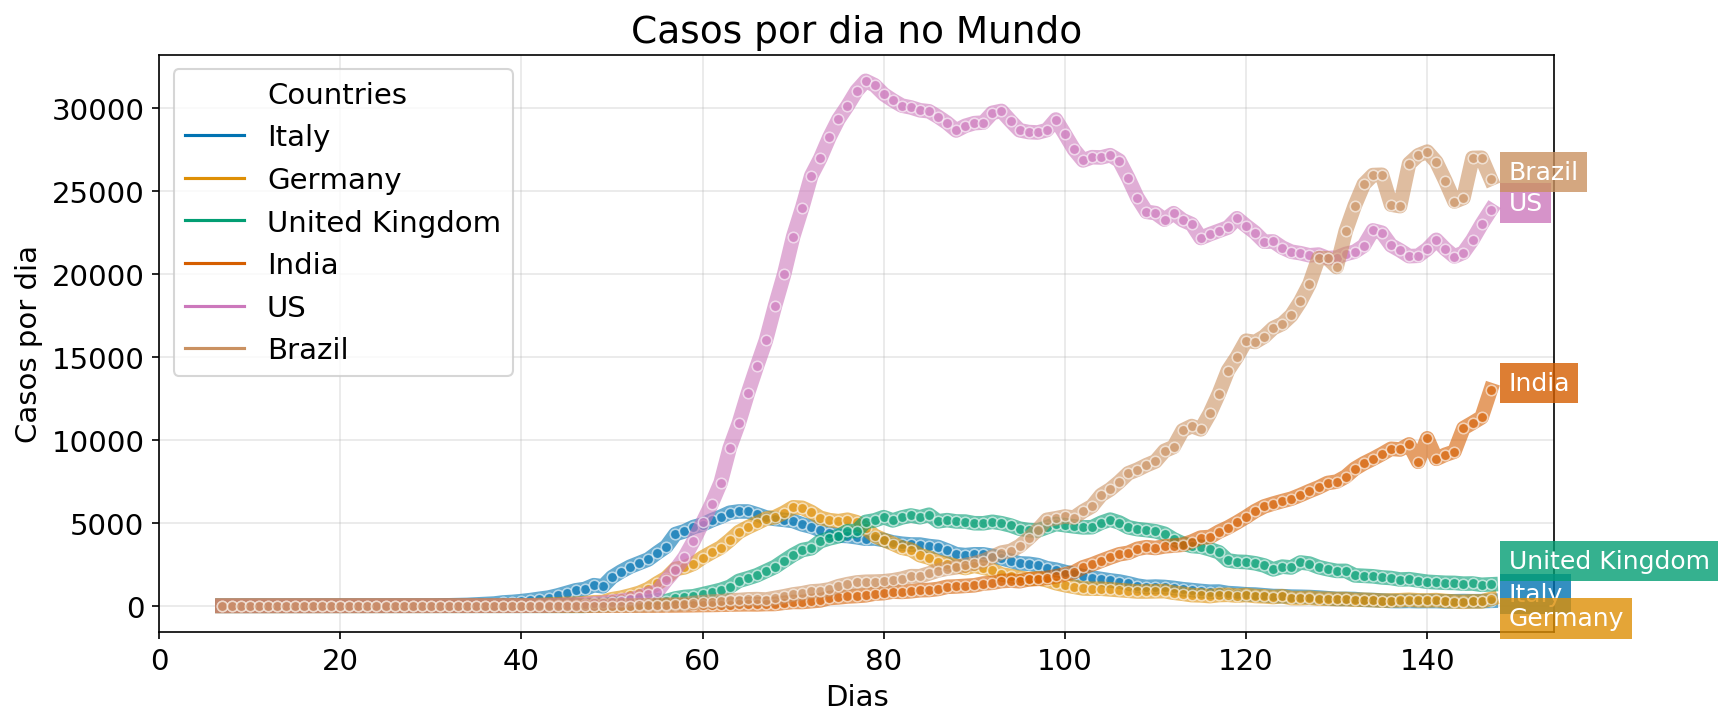 Casos por dia no Mundo
Casos por dia
30000
25000
20000
15000
10000
5000
0
Countries
Italy
Germany
United Kingdom
India
US
Brazil
Brazil
US
India
United Kingdom
Italy
Germany
0 20 40 60 80 100 120 140
Dias